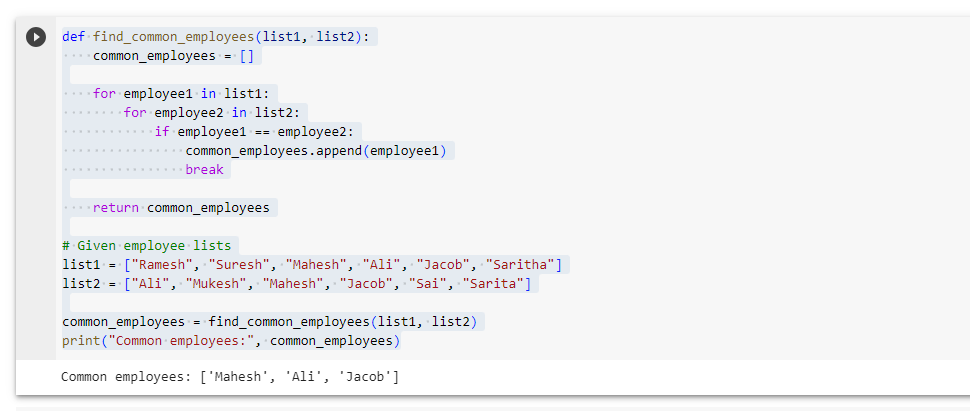 def find_common_employees(list1, list2):
    common_employees = []
    for employee1 in list1:
        for employee2 in list2:
            if employee1 == employee2:
                common_employees.append(employee1)
                break
    return common_employees
# Given employee lists
list1 = ["Ramesh", "Suresh", "Mahesh", "Ali", "Jacob", "Saritha"]
list2 = ["Ali", "Mukesh", "Mahesh", "Jacob", "Sai", "Sarita"]
common_employees = find_common_employees(list1, list2)
print("Common employees:", common_employees)
Common employees: ['Mahesh', 'Ali', 'Jacob']